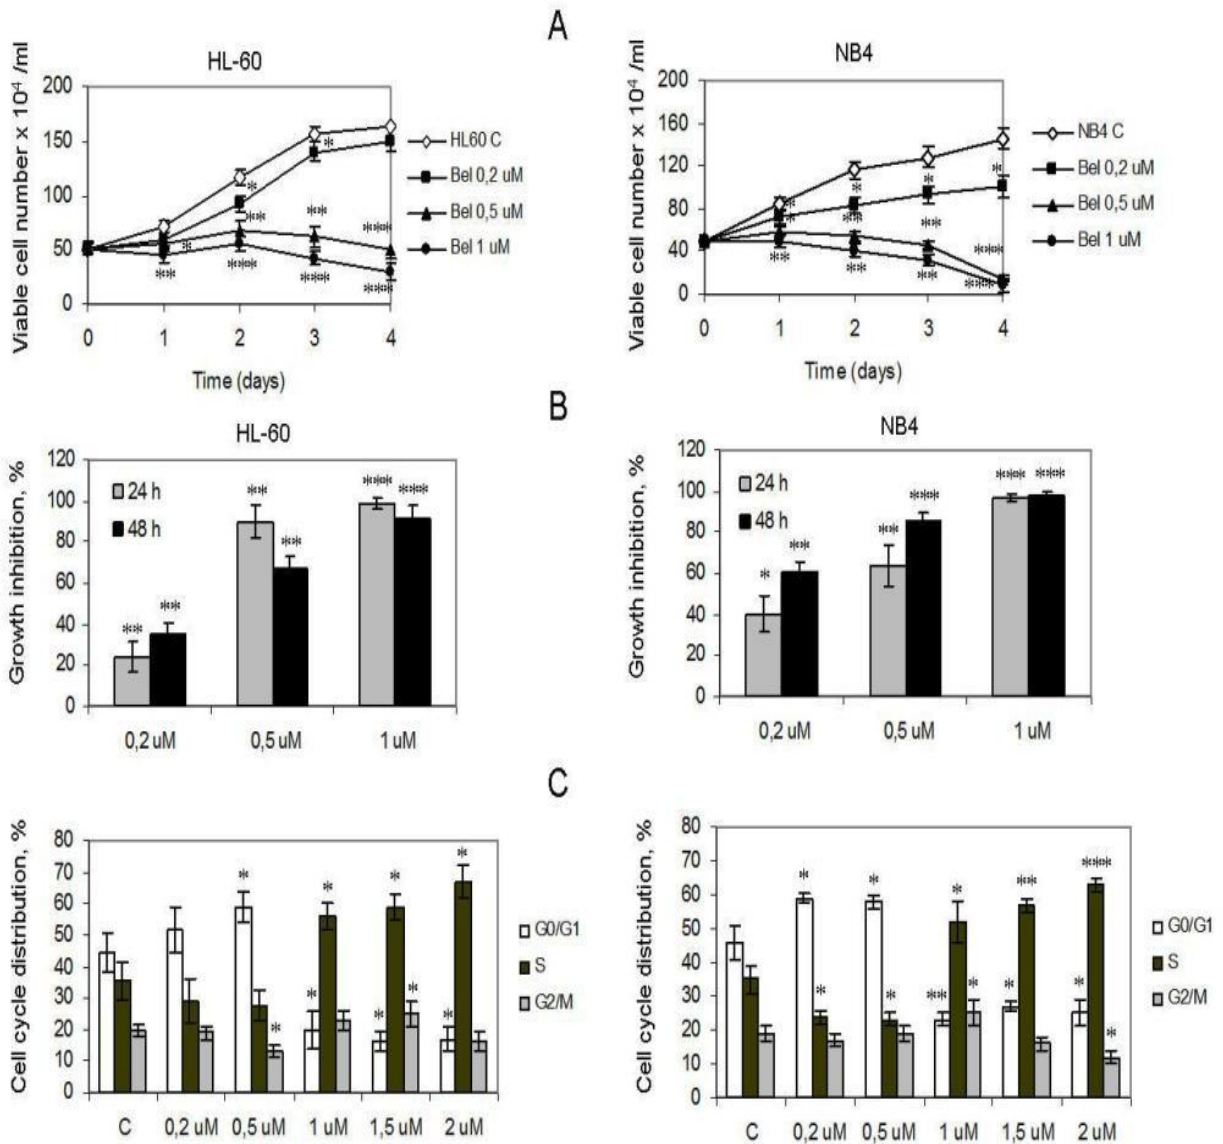 A
HL-60
Viable cell number x 10⁴ /ml
200
150
100
50
0
0 1 2 3 4
Time (days)
HL60 C
Bel 0,2 uM
Bel 0,5 uM
Bel 1 uM
* * * ** ** ** *** *** *** ***
NB4
Viable cell number x 10⁴ /ml
200
160
120
80
40
0
0 1 2 3 4
Time (days)
NB4 C
Bel 0,2 uM
Bel 0,5 uM
Bel 1 uM
* * * * * ** ** ** ** ** *** ***
B
HL-60
Growth inhibition, %
120
100
80
60
40
20
0
24 h
48 h
** ** ** ** *** ***
0,2 uM 0,5 uM 1 uM
NB4
Growth inhibition, %
120
100
80
60
40
20
0
24 h
48 h
* ** ** *** *** ***
0,2 uM 0,5 uM 1 uM
C
Cell cycle distribution, %
80
70
60
50
40
30
20
10
0
* * * * * * * * *
C 0,2 uM 0,5 uM 1 uM 1,5 uM 2 uM
G0/G1
S
G2/M
Cell cycle distribution, %
80
70
60
50
40
30
20
10
0
* * * * ** * * * ** * *** *
C 0,2 uM 0,5 uM 1 uM 1,5 uM 2 uM
G0/G1
S
G2/M